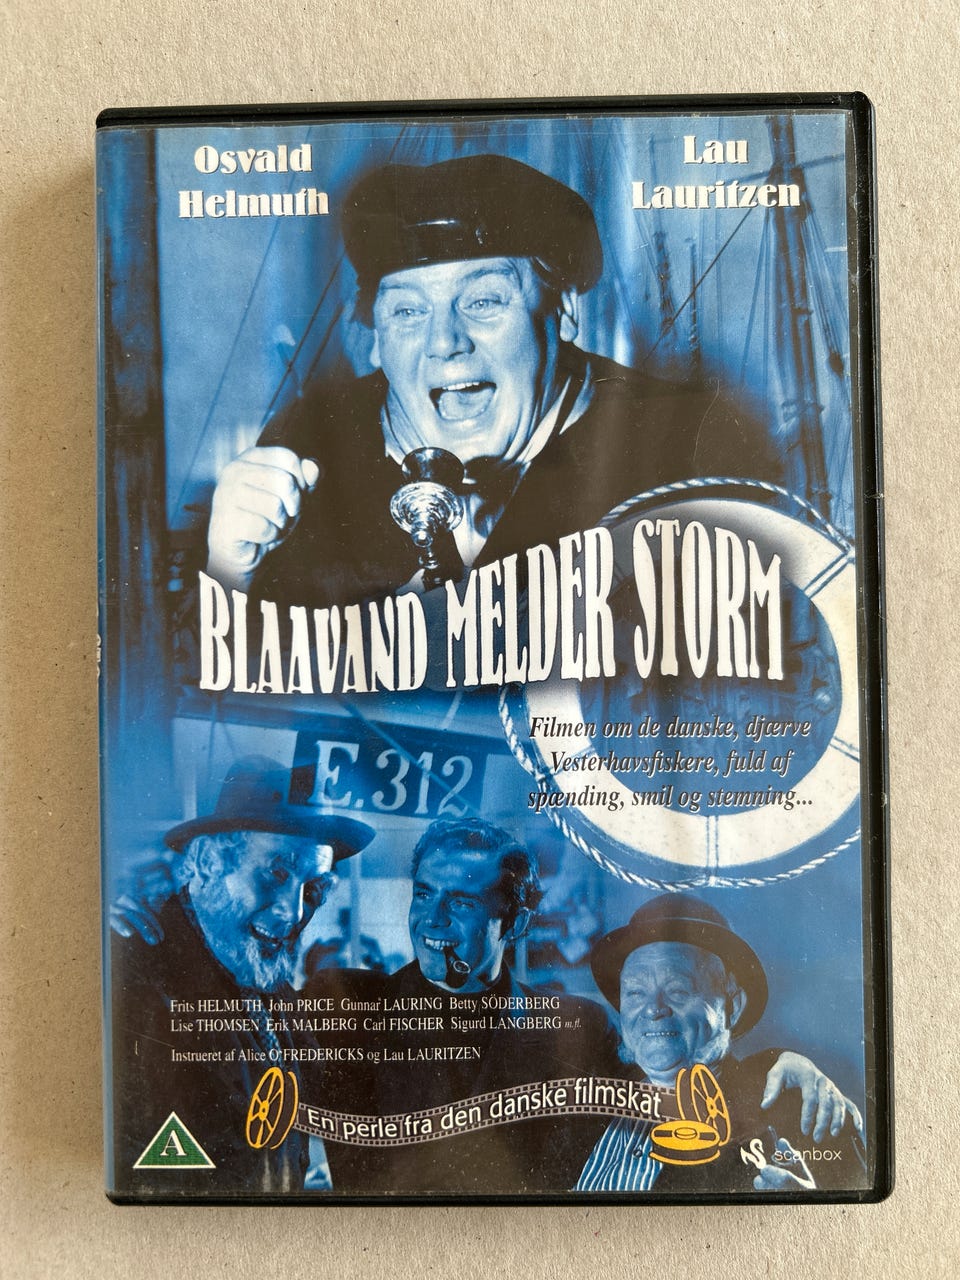 Osvald
Helmuth
Lau
Lauritzen
BLAAVAND MELDER STORM
Filmen om de danske, djærve
Vesterhavsfiskere, fuld af
spænding, smil og stemning...
E.312
Frits HELMUTH John PRICE Gunnar LAURING Betty SÖDERBERG
Lise THOMSEN Erik MALBERG Carl FISCHER Sigurd LANGBERG m.fl.
Instrueret af Alice O'FREDERICKS og Lau LAURITZEN
En perle fra den danske filmskat
A
scanbox